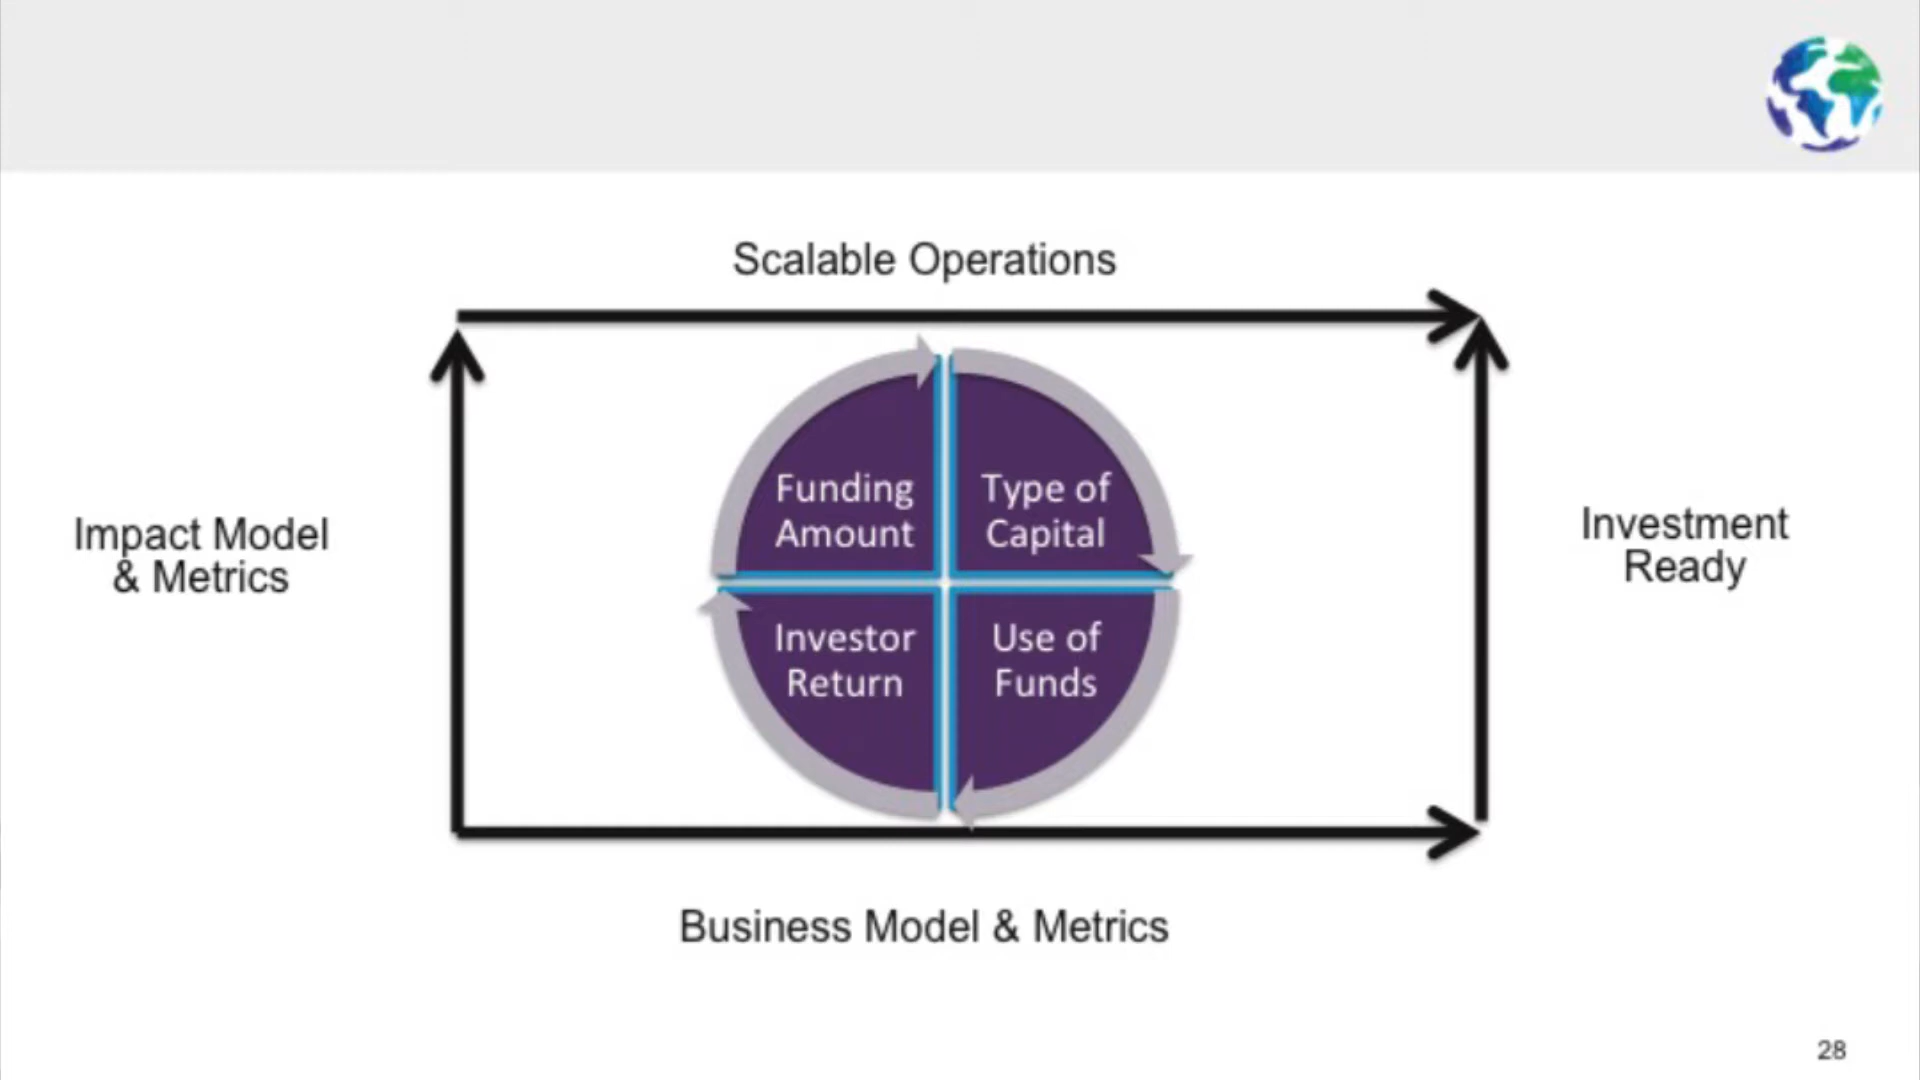 Scalable Operations
Impact Model
& Metrics
Funding
Amount
Type of
Capital
Investor
Return
Use of
Funds
Investment
Ready
Business Model & Metrics
28